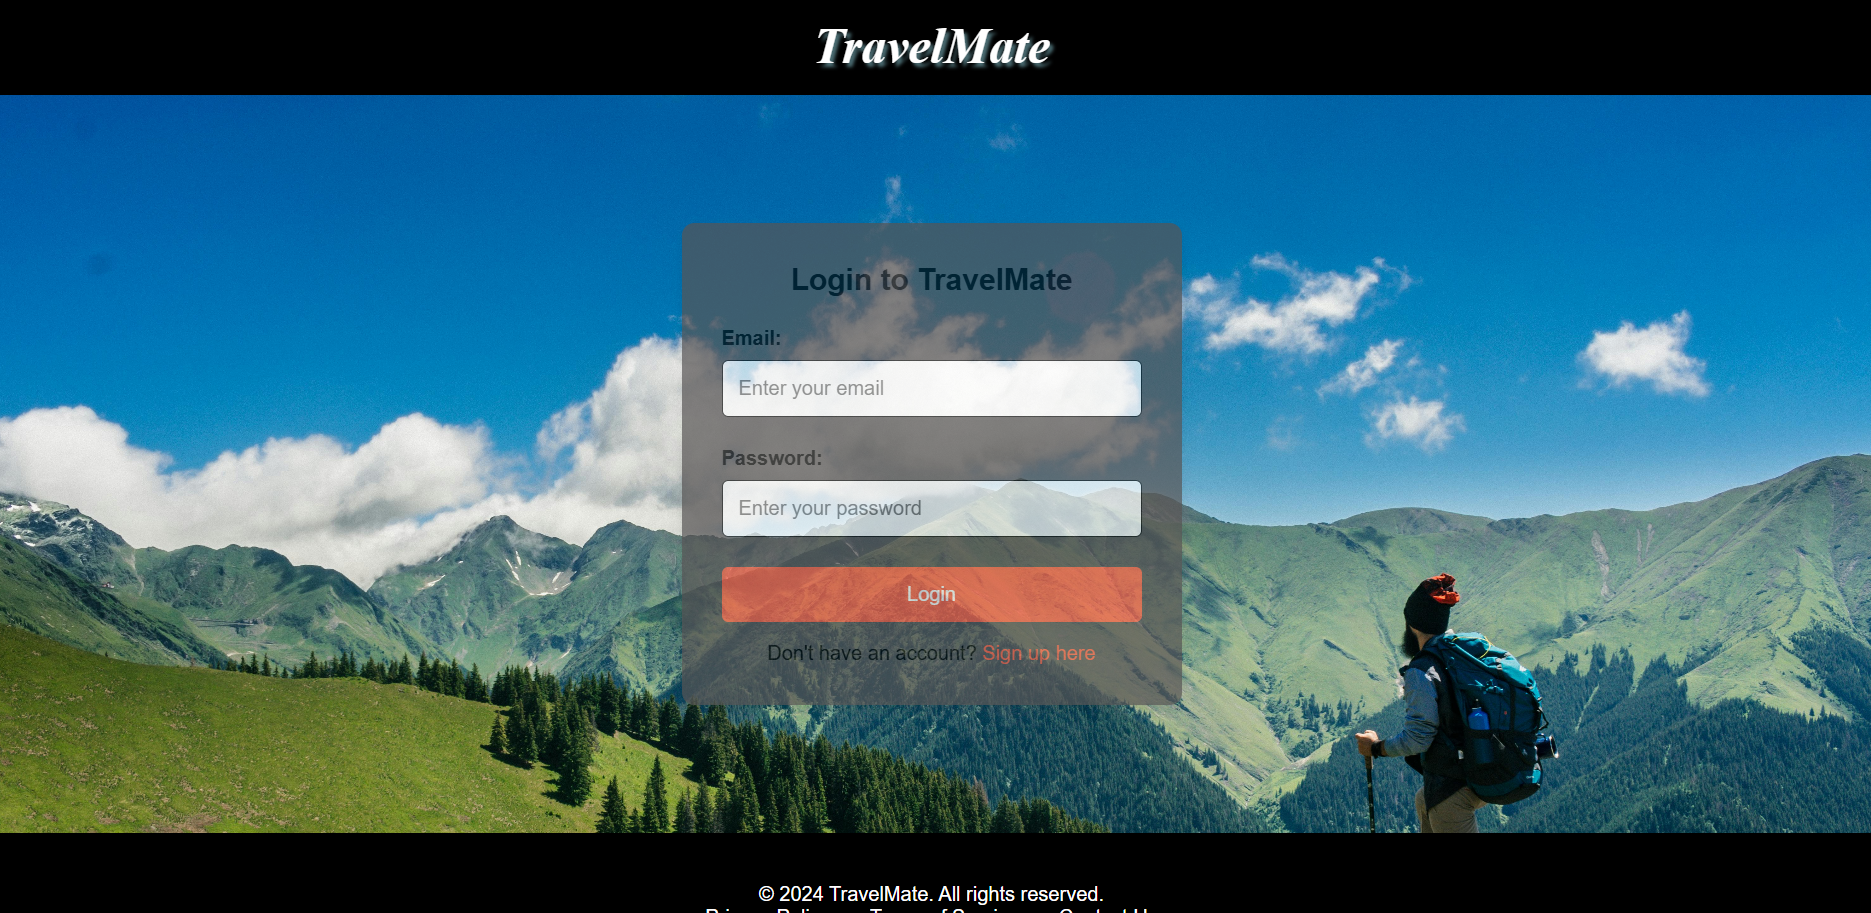 TravelMate
Login to TravelMate
Email:
Enter your email
Password:
Enter your password
Login
Don't have an account? Sign up here
© 2024 TravelMate. All rights reserved.